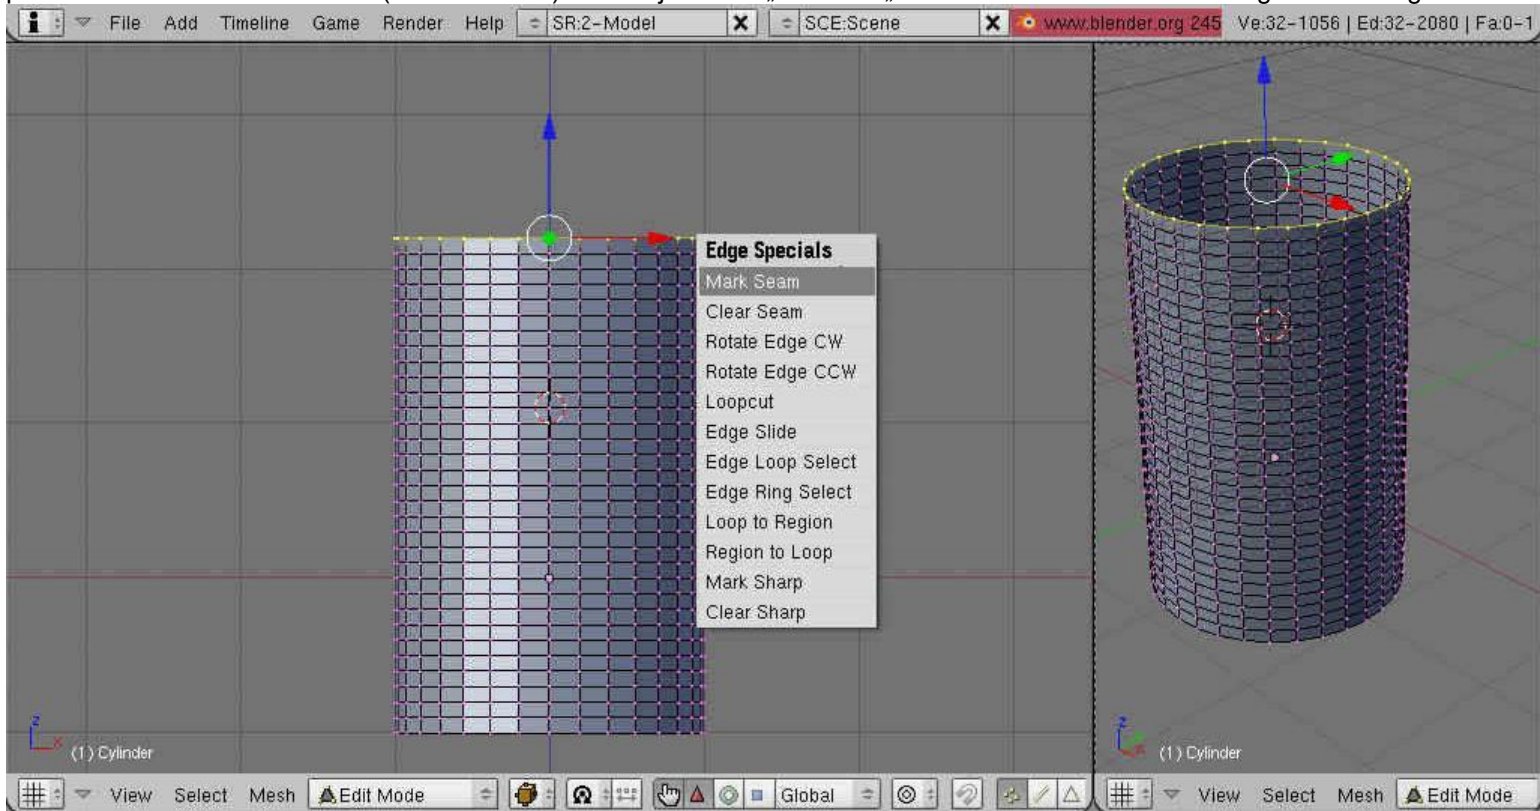 File Add Timeline Game Render Help SR:2-Model SCE:Scene www.blender.org 245 Ve:32-1056 | Ed:32-2080 | Fa:0-1
Edge Specials
Mark Seam
Clear Seam
Rotate Edge CW
Rotate Edge CCW
Loopcut
Edge Slide
Edge Loop Select
Edge Ring Select
Loop to Region
Region to Loop
Mark Sharp
Clear Sharp
z
x
(1) Cylinder
z
(1) Cylinder
View Select Mesh Edit Mode Global
View Select Mesh Edit Mode